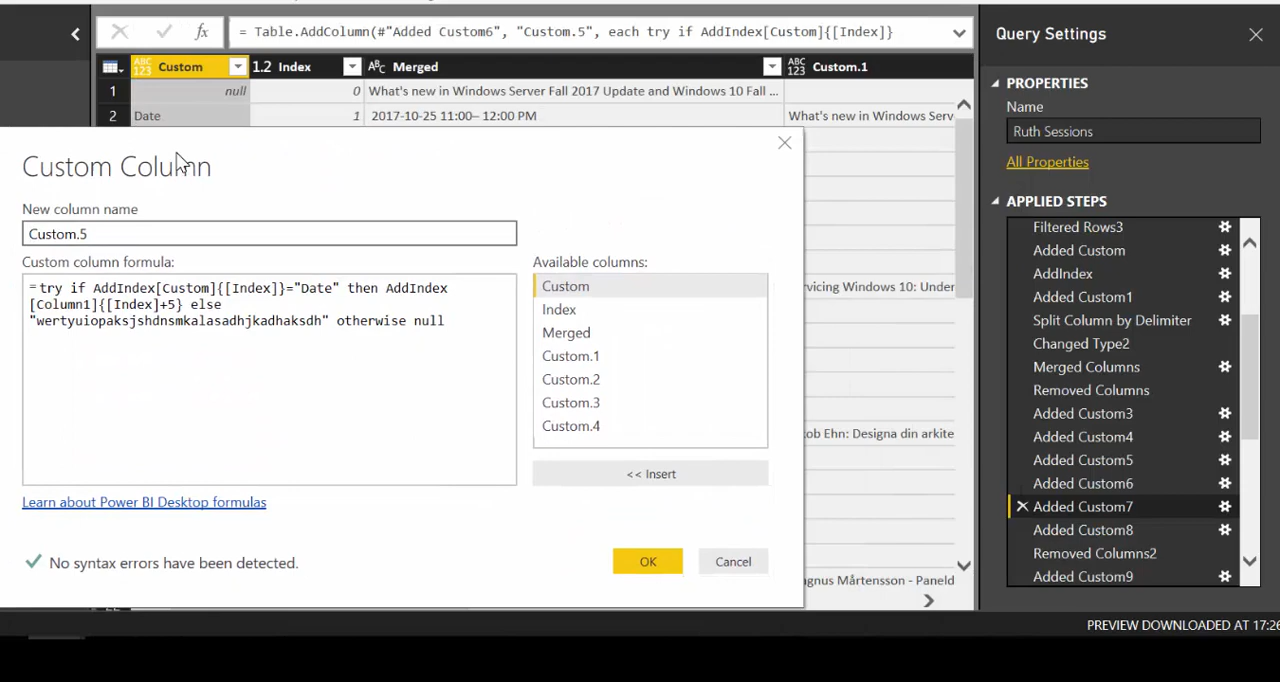 = Table.AddColumn(#"Added Custom6", "Custom.5", each try if AddIndex[Custom]{[Index]}
ABC 123 Custom 1.2 Index ABC Merged ABC 123 Custom.1
1 null 0 What's new in Windows Server Fall 2017 Update and Windows 10 Fall ...
2 Date 1 2017-10-25 11:00– 12:00 PM What's new in Windows Serv
Custom Column
New column name
Custom.5
Custom column formula:
=try if AddIndex[Custom]{[Index]}="Date" then AddIndex
[Column1]{[Index]+5} else
"wertyuiopaksjshdnsmkalasadhjkadhaksdh" otherwise null
Available columns:
Custom
Index
Merged
Custom.1
Custom.2
Custom.3
Custom.4
<< Insert
Learn about Power BI Desktop formulas
No syntax errors have been detected.
OK
Cancel
rvicing Windows 10: Under
ob Ehn: Designa din arkite
gnus Mårtensson - Paneld
Query Settings
PROPERTIES
Name
Ruth Sessions
All Properties
APPLIED STEPS
Filtered Rows3
Added Custom
AddIndex
Added Custom1
Split Column by Delimiter
Changed Type2
Merged Columns
Removed Columns
Added Custom3
Added Custom4
Added Custom5
Added Custom6
Added Custom7
Added Custom8
Removed Columns2
Added Custom9
PREVIEW DOWNLOADED AT 17:26